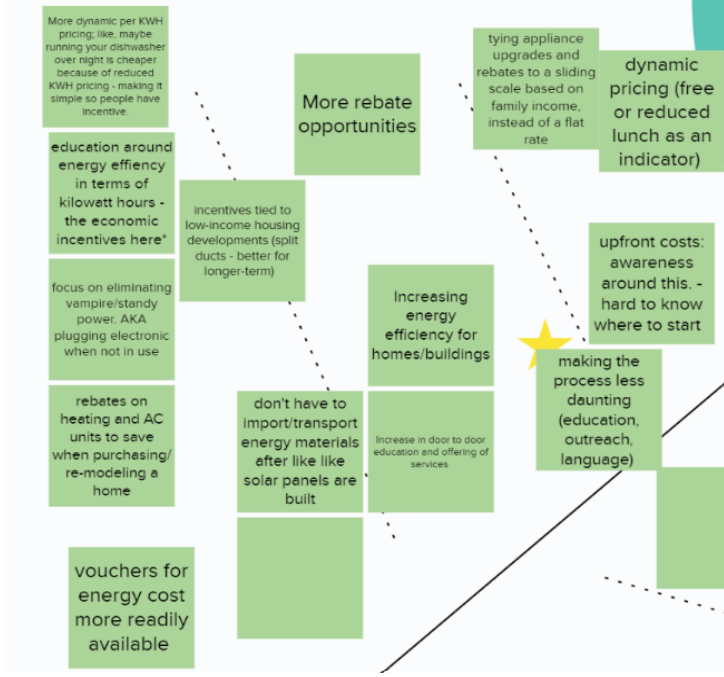 More dynamic per KWH
pricing; like, maybe
running your dishwasher
over night is cheaper
because of reduced
KWH pricing - making it
simple so people have
incentive.
education around
energy effiency
in terms of
kilowatt hours -
the economic
incentives here*
focus on eliminating
vampire/standy
power. AKA
plugging electronic
when not in use
rebates on
heating and AC
units to save
when purchasing/
re-modeling a
home
vouchers for
energy cost
more readily
available
incentives tied to
low-income housing
developments (split
ducts - better for
longer-term)
More rebate
opportunities
don't have to
import/transport
energy materials
after like like
solar panels are
built
Increasing
energy
efficiency for
homes/buildings
Increase in door to door
education and offering of
services
tying appliance
upgrades and
rebates to a sliding
scale based on
family income,
instead of a flat
rate
dynamic
pricing (free
or reduced
lunch as an
indicator)
upfront costs:
awareness
around this. -
hard to know
where to start
making the
process less
daunting
(education,
outreach,
language)